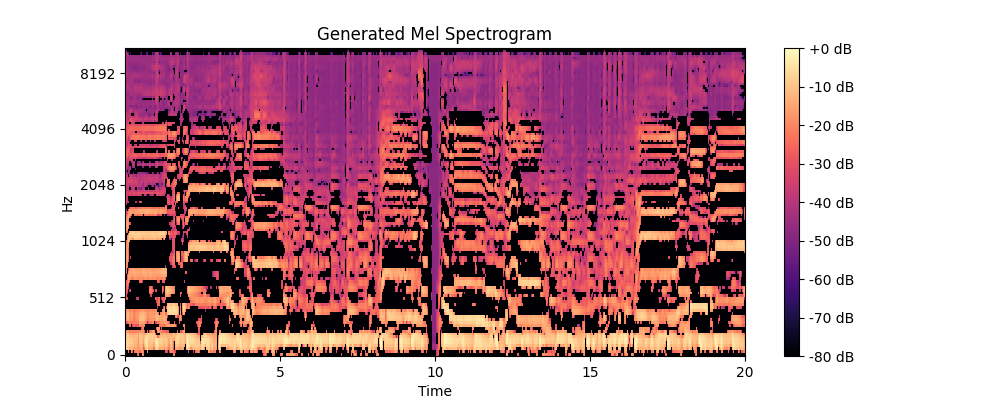 Generated Mel Spectrogram
Hz
8192
4096
2048
1024
512
0
0 5 10 15 20
Time
+0 dB
-10 dB
-20 dB
-30 dB
-40 dB
-50 dB
-60 dB
-70 dB
-80 dB